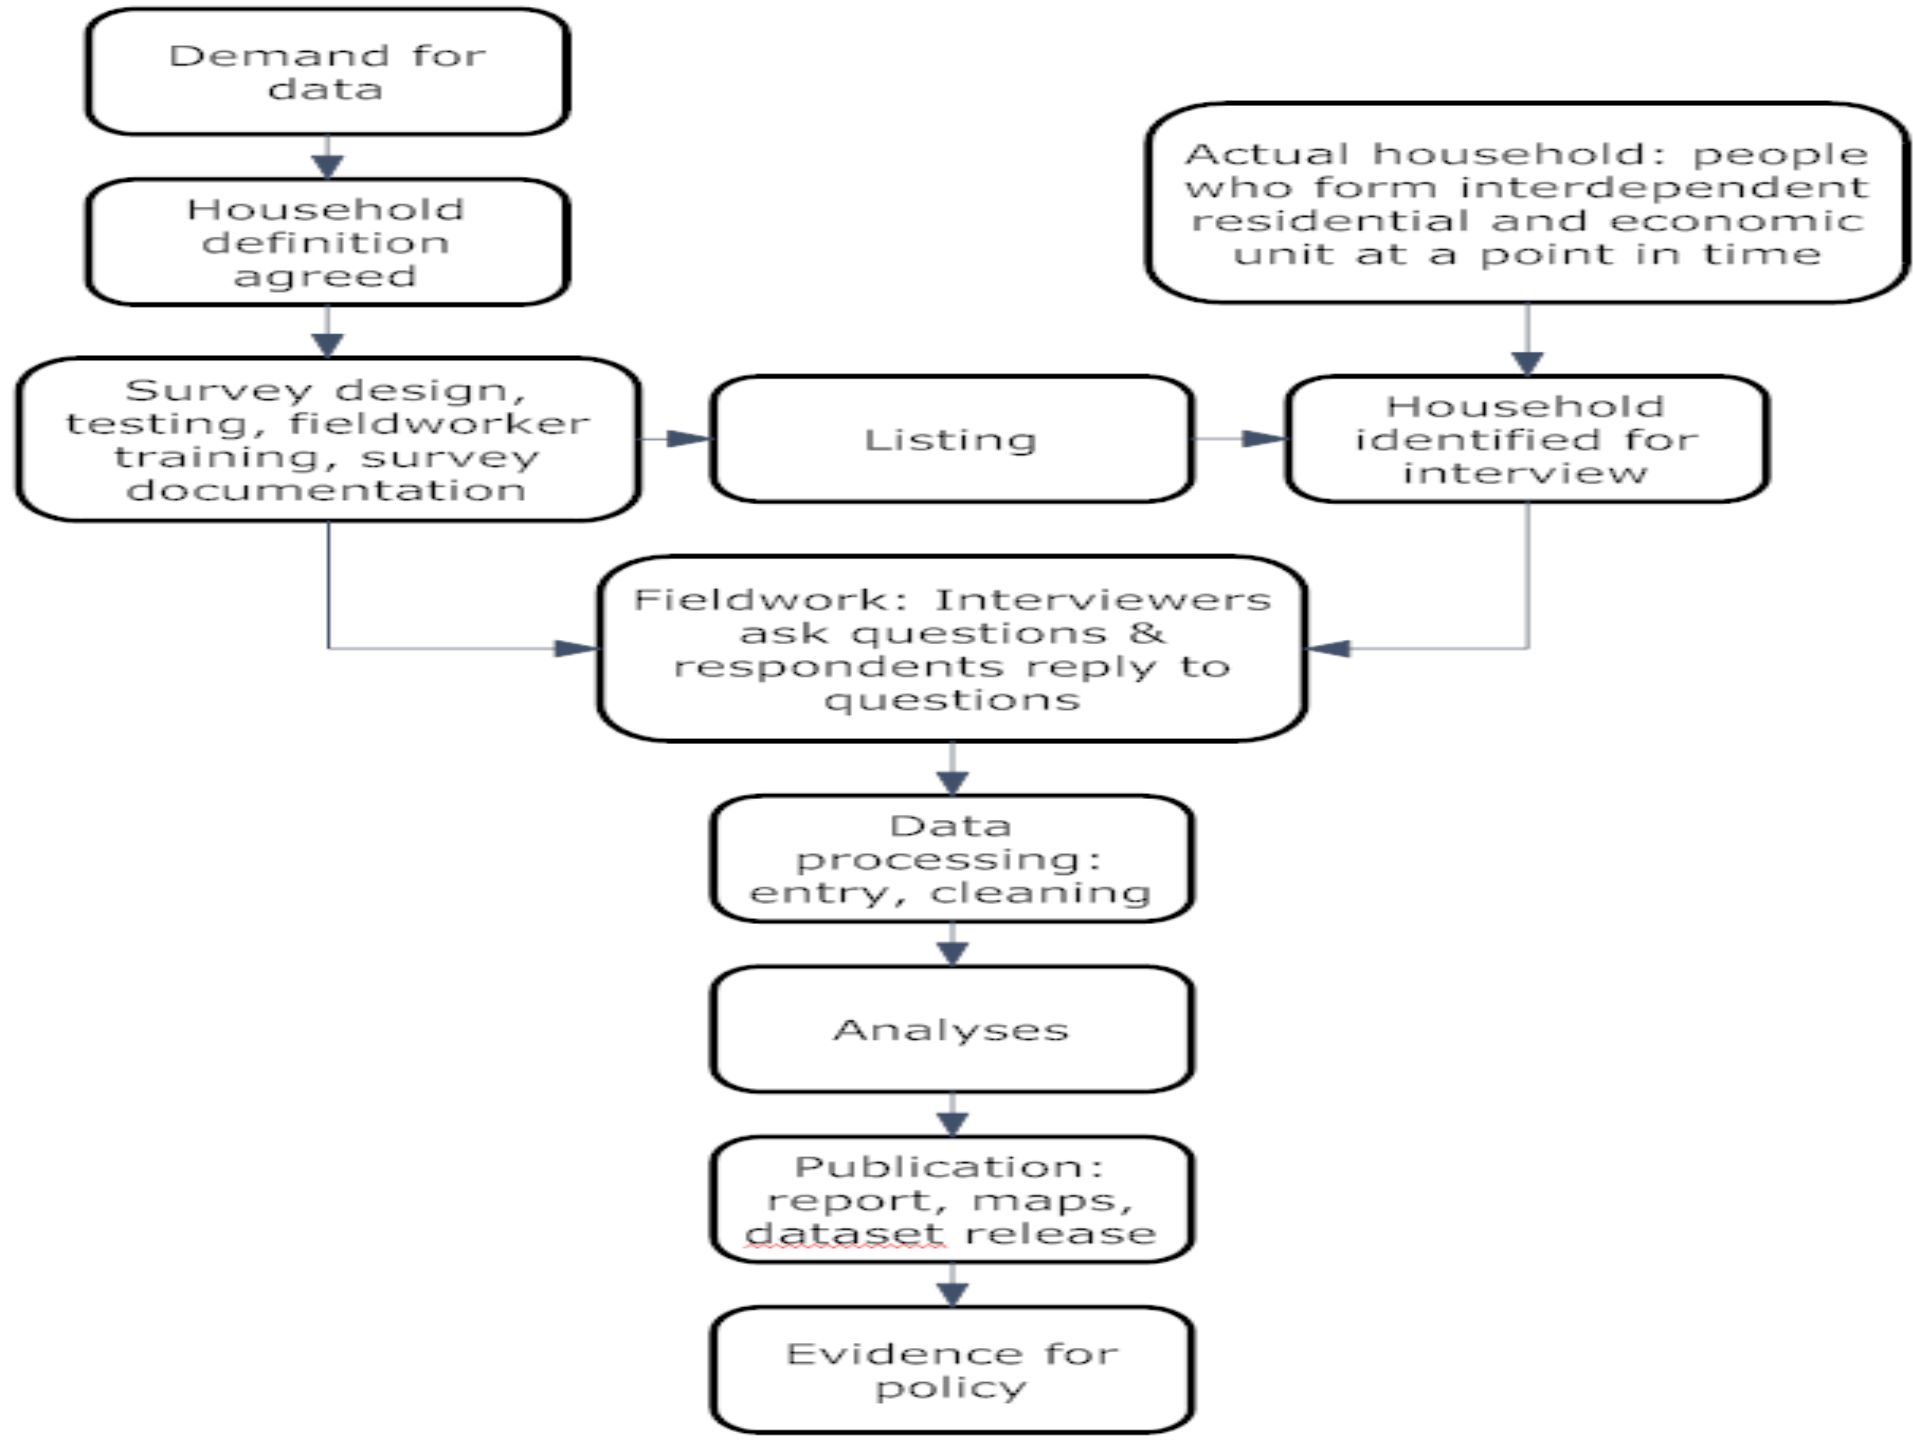 Demand for
data
Household
definition
agreed
Actual household: people
who form interdependent
residential and economic
unit at a point in time
Survey design,
testing, fieldworker
training, survey
documentation
Listing
Household
identified for
interview
Fieldwork: Interviewers
ask questions &
respondents reply to
questions
Data
processing:
entry, cleaning
Analyses
Publication:
report, maps,
dataset release
Evidence for
policy